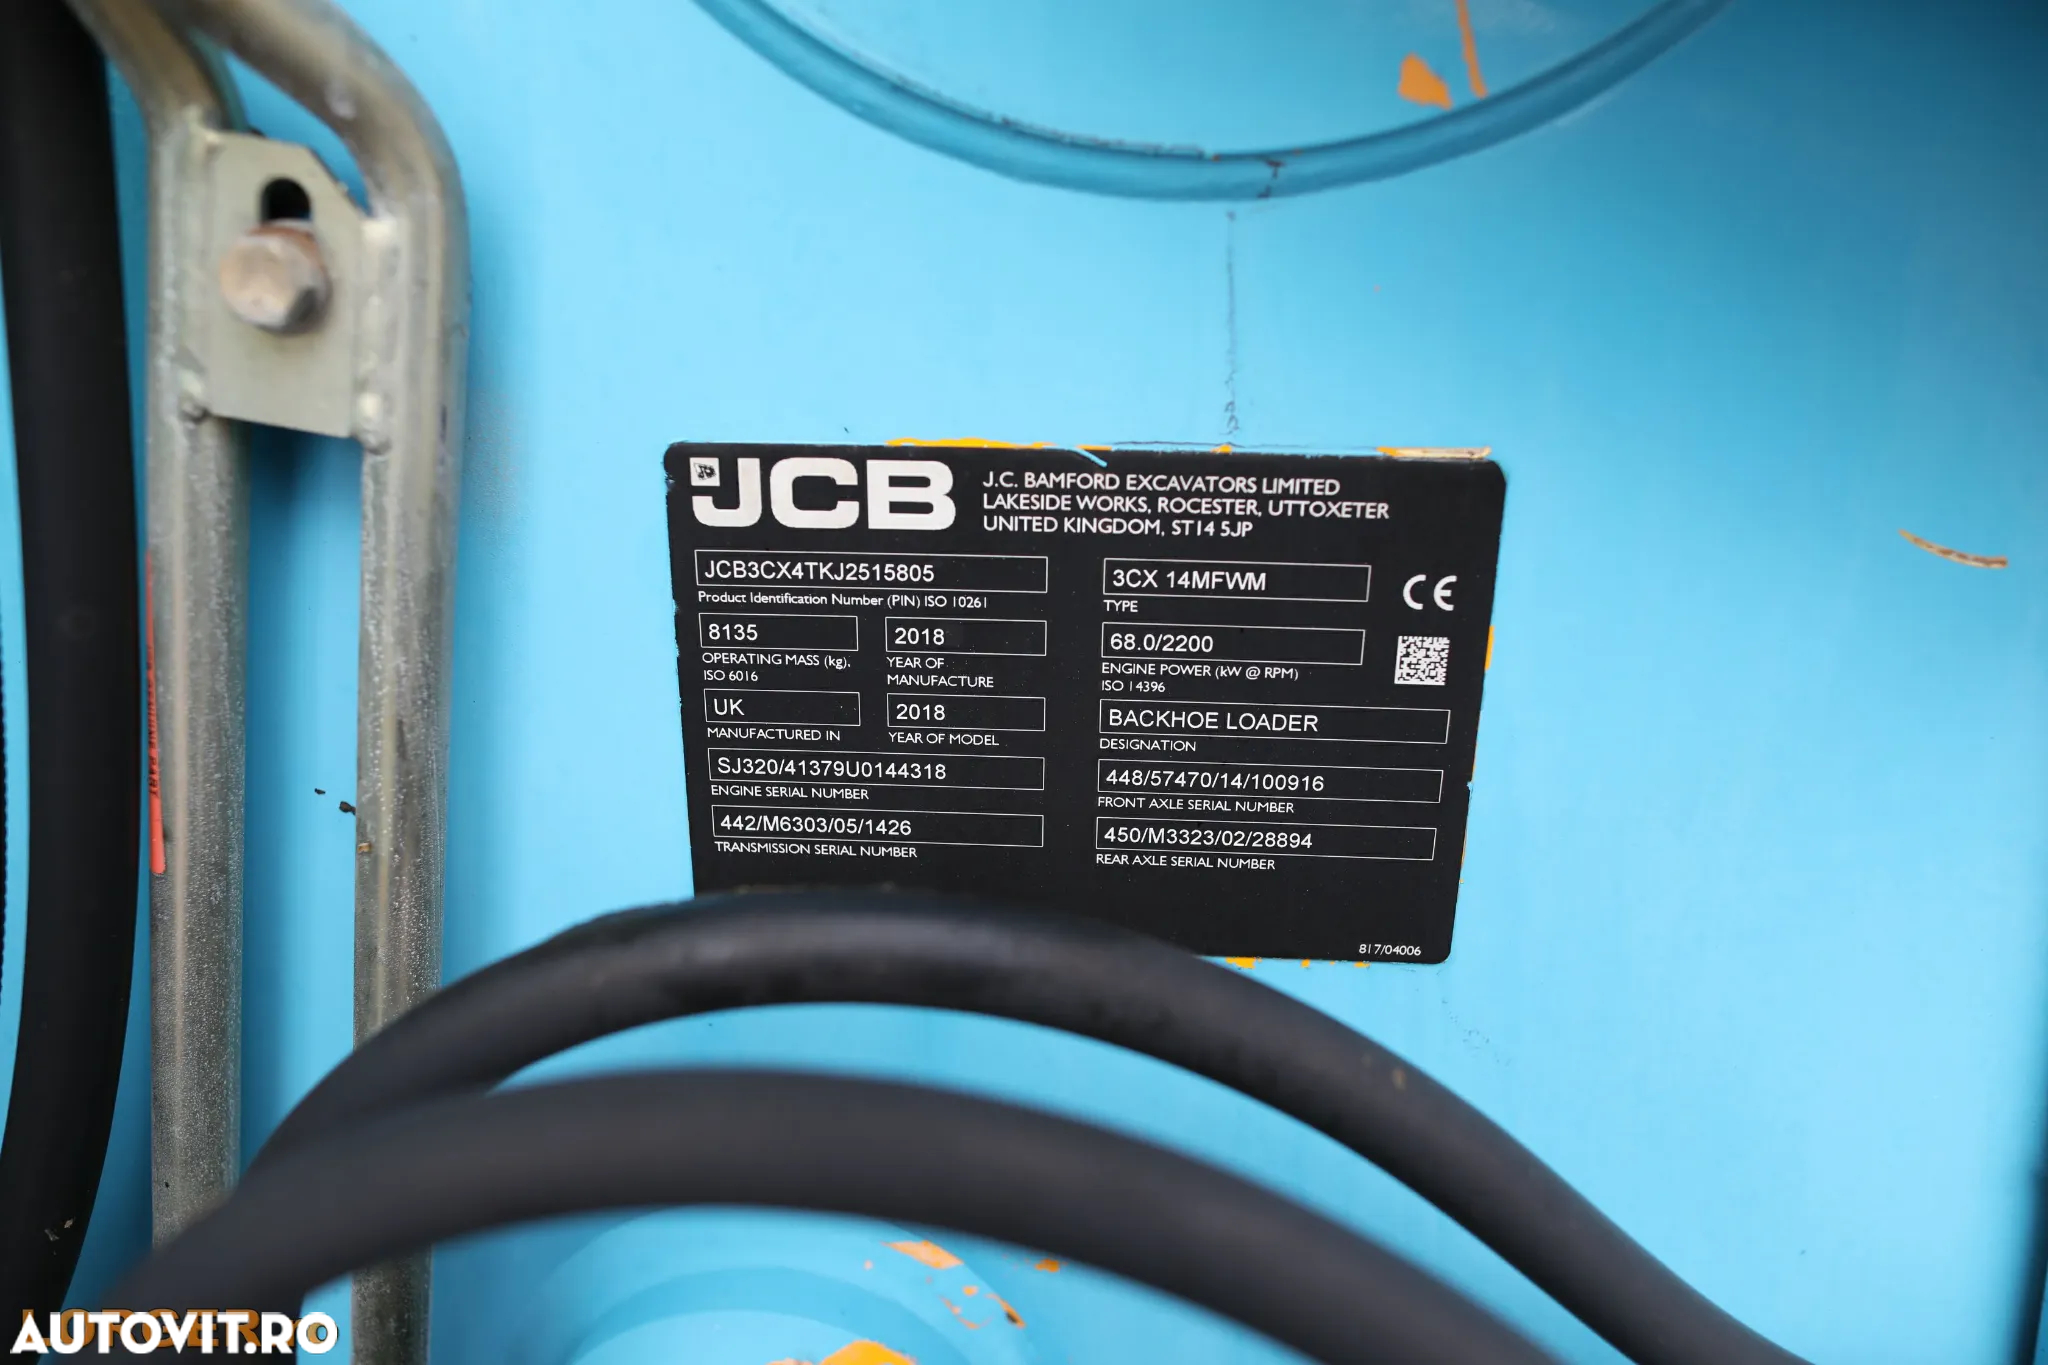 JCB
J.C. BAMFORD EXCAVATORS LIMITED
LAKESIDE WORKS, ROCESTER, UTTOXETER
UNITED KINGDOM, ST14 5JP
JCB3CX4TKJ2515805
Product Identification Number (PIN) ISO 10261
3CX 14MFWM
TYPE
CE
8135
OPERATING MASS (kg).
ISO 6016
2018
YEAR OF
MANUFACTURE
68.0/2200
ENGINE POWER (kW @ RPM)
ISO 14396
UK
MANUFACTURED IN
2018
YEAR OF MODEL
BACKHOE LOADER
DESIGNATION
SJ320/41379U0144318
ENGINE SERIAL NUMBER
448/57470/14/100916
FRONT AXLE SERIAL NUMBER
442/M6303/05/1426
TRANSMISSION SERIAL NUMBER
450/M3323/02/28894
REAR AXLE SERIAL NUMBER
817/04006
AUTOVIT.RO